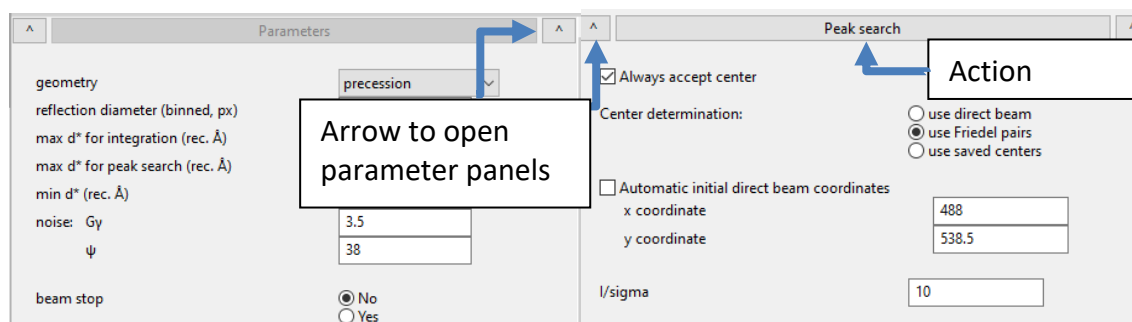 ^ Parameters ^
geometry precession
reflection diameter (binned, px)
max d* for integration (rec. Å)
max d* for peak search (rec. Å)
min d* (rec. Å)
noise: Gγ 3.5
ψ 38
beam stop No
Yes
Arrow to open
parameter panels
^ Peak search ^
Action
Always accept center
Center determination: use direct beam
use Friedel pairs
use saved centers
Automatic initial direct beam coordinates
x coordinate 488
y coordinate 538.5
I/sigma 10